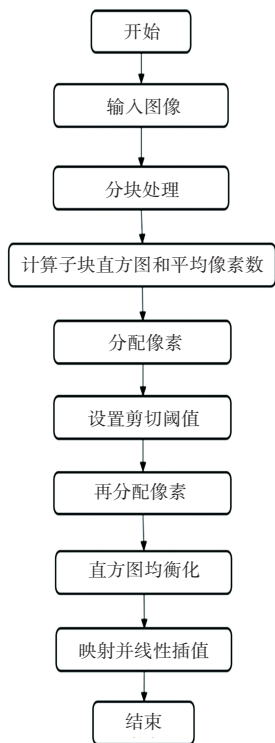 开始
输入图像
分块处理
计算子块直方图和平均像素数
分配像素
设置剪切阈值
再分配像素
直方图均衡化
映射并线性插值
结束